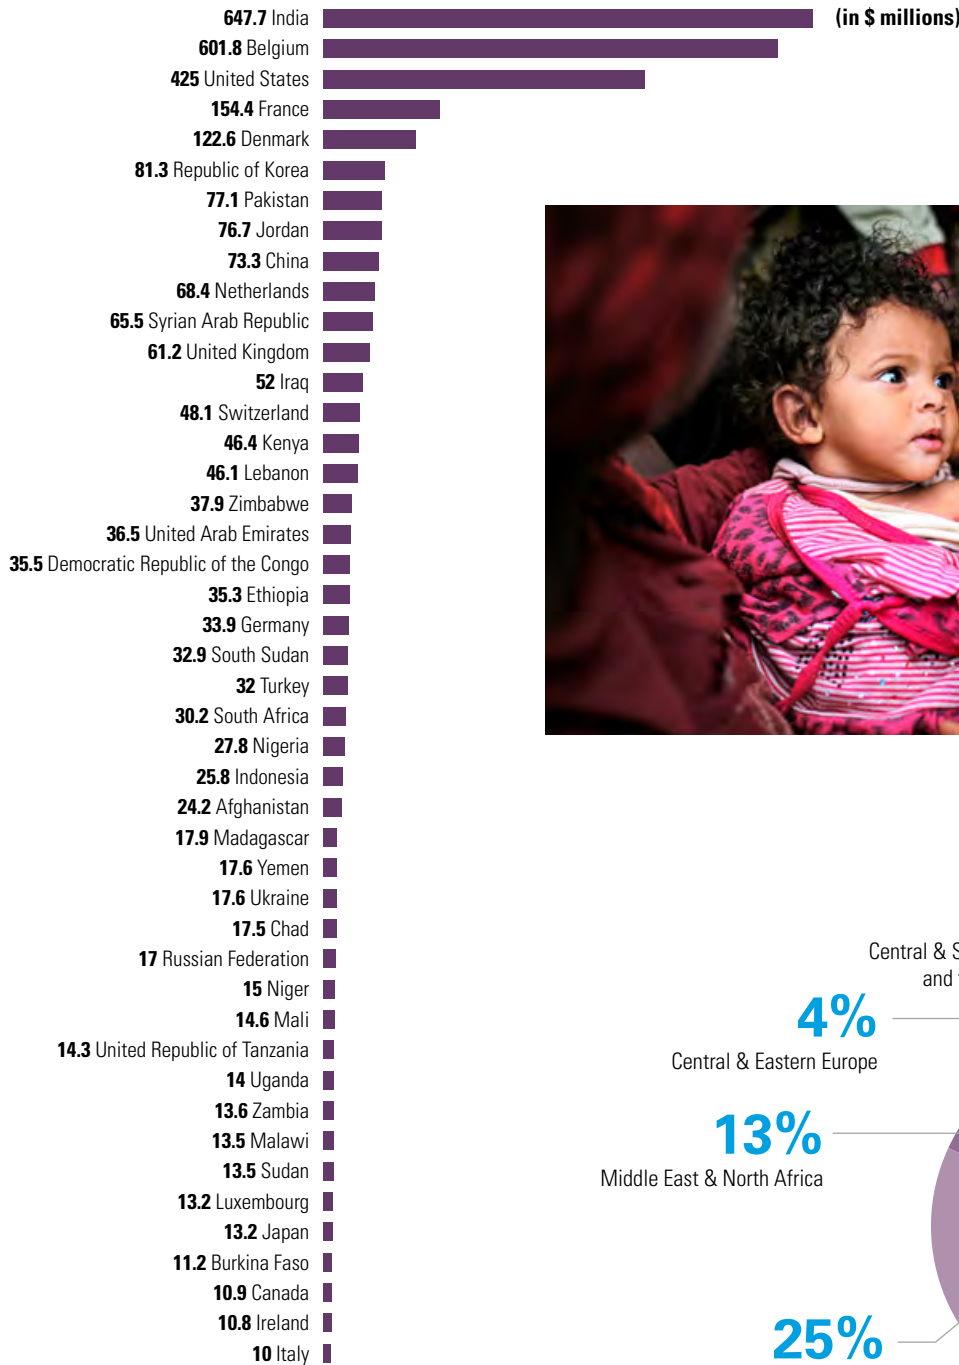 647.7 India
(in $ millions)
601.8 Belgium
425 United States
154.4 France
122.6 Denmark
81.3 Republic of Korea
77.1 Pakistan
76.7 Jordan
73.3 China
68.4 Netherlands
65.5 Syrian Arab Republic
61.2 United Kingdom
52 Iraq
48.1 Switzerland
46.4 Kenya
46.1 Lebanon
37.9 Zimbabwe
36.5 United Arab Emirates
35.5 Democratic Republic of the Congo
35.3 Ethiopia
33.9 Germany
32.9 South Sudan
32 Turkey
30.2 South Africa
27.8 Nigeria
25.8 Indonesia
24.2 Afghanistan
17.9 Madagascar
17.6 Yemen
17.6 Ukraine
17.5 Chad
17 Russian Federation
15 Niger
14.6 Mali
14.3 United Republic of Tanzania
14 Uganda
13.6 Zambia
13.5 Malawi
13.5 Sudan
13.2 Luxembourg
13.2 Japan
11.2 Burkina Faso
10.9 Canada
10.8 Ireland
10 Italy
Central & S
and
4%
Central & Eastern Europe
13%
Middle East & North Africa
25%